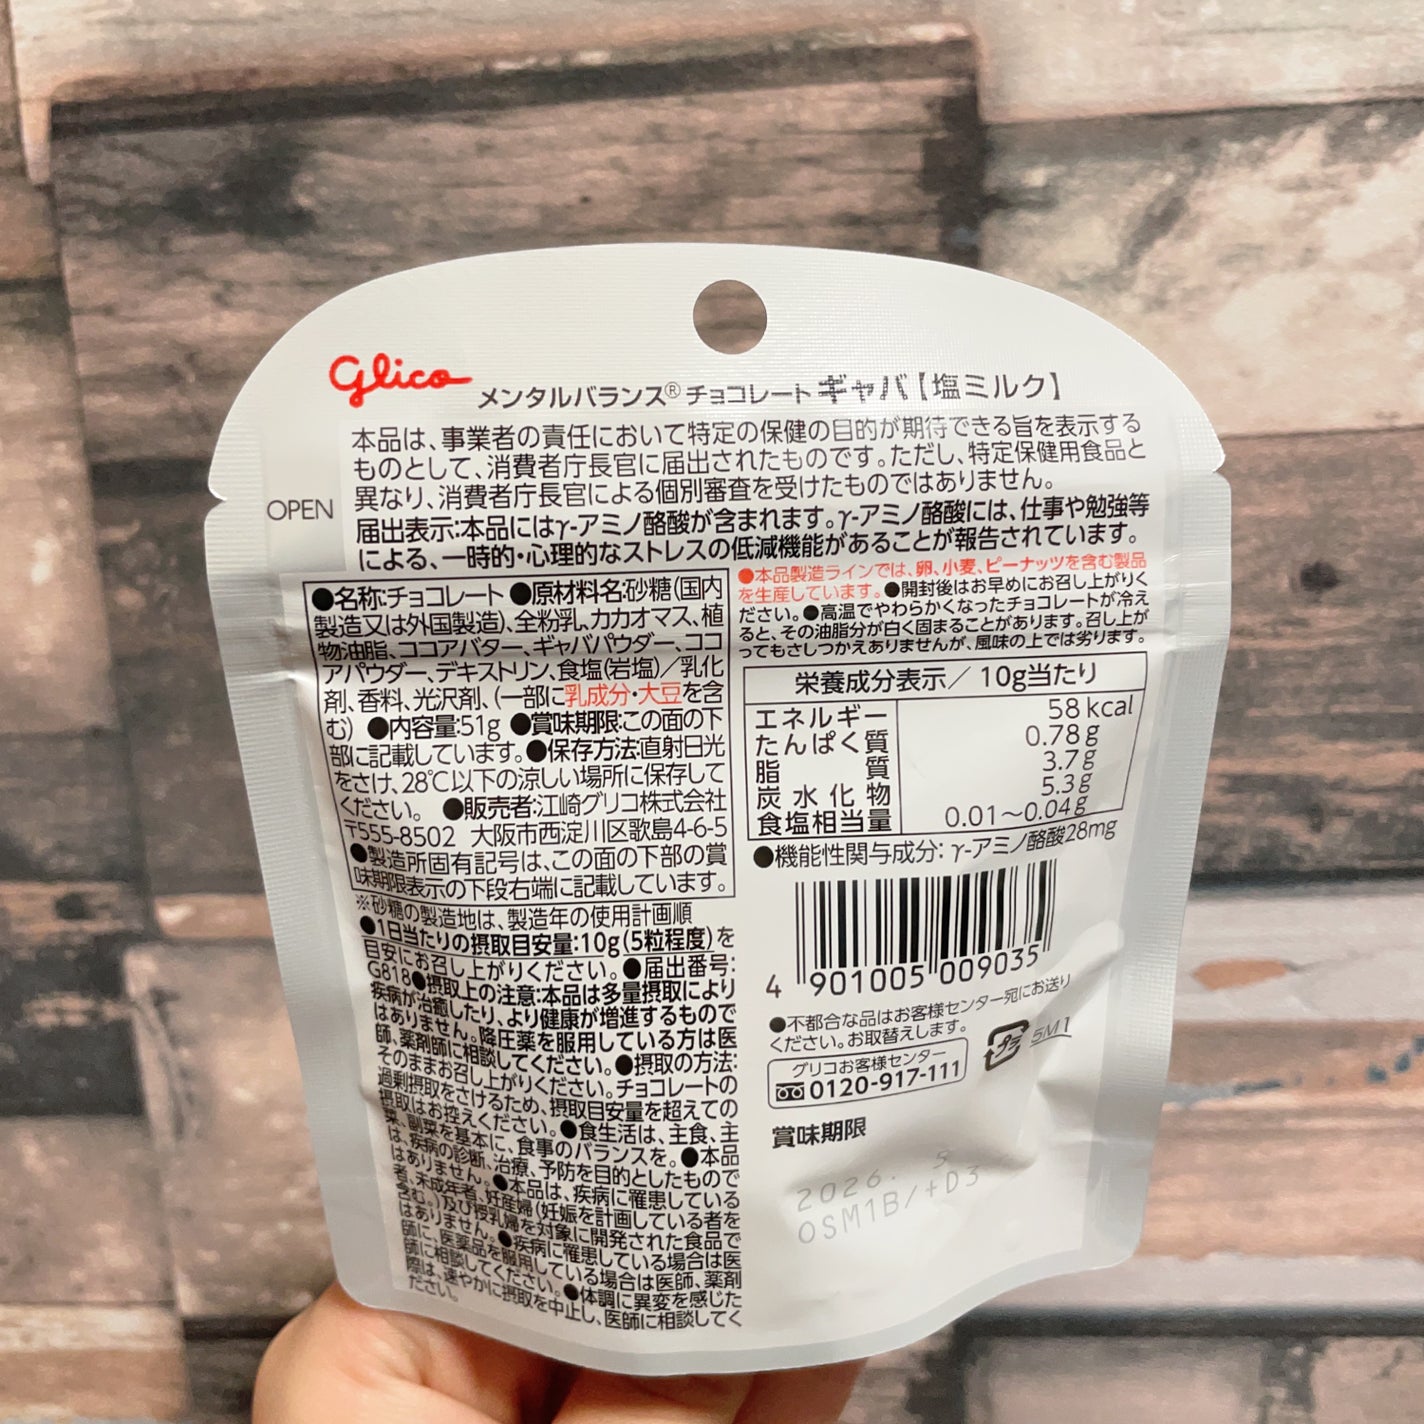 Glico メンタルバランス® チョコレート ギャバ【塩ミルク】
本品は、事業者の責任において特定の保健の目的が期待できる旨を表示する
ものとして、消費者庁長官に届出されたものです。ただし、特定保健用食品と
異なり、消費者庁長官による個別審査を受けたものではありません。
OPEN
届出表示:本品にはγ-アミノ酪酸が含まれます。γ-アミノ酪酸には、仕事や勉強等
による、一時的・心理的なストレスの低減機能があることが報告されています。
●名称:チョコレート ●原材料名:砂糖(国内
製造又は外国製造)、全粉乳、カカオマス、植
物油脂、ココアバター、ギャバパウダー、ココ
アパウダー、デキストリン、食塩(岩塩)／乳化
剤、香料、光沢剤、(一部に乳成分・大豆を含
む) ●内容量:51g ●賞味期限:この面の下
部に記載しています。●保存方法:直射日光
をさけ、28℃以下の涼しい場所に保存して
ください。 ●販売者:江崎グリコ株式会社
〒555-8502 大阪市西淀川区歌島4-6-5
●製造所固有記号は、この面の下部の賞
味期限表示の下段右端に記載しています。
※砂糖の製造地は、製造年の使用計画順
●1日当たりの摂取目安量:10g(5粒程度)を
目安にお召し上がりください。●届出番号:
G818●摂取上の注意:本品は多量摂取により
疾病が治癒したり、より健康が増進するもので
はありません。降圧薬を服用している方は医
師、薬剤師に相談してください。●摂取の方法:
そのままお召し上がりください。チョコレートの
過剰摂取をさけるため、摂取目安量を超えての
摂取はお控えください。●食生活は、主食、主
菜、副菜を基本に、食事のバランスを。●本品
は、疾病の診断、治療、予防を目的としたもので
はありません。●本品は、疾病に罹患している
者、未成年者、妊産婦(妊娠を計画している者を
含む。)及び授乳婦を対象に開発された食品で
はありません。●疾病に罹患している場合は医
師に、医薬品を服用している場合は医師、薬剤
師に相談してください。●体調に異変を感じた
際は、速やかに摂取を中止し、医師に相談してく
ださい。
●本品製造ラインでは、卵、小麦、ピーナッツを含む製品
を生産しています。●開封後はお早めにお召し上がりく
ださい。●高温でやわらかくなったチョコレートが冷え
ると、その油脂分が白く固まることがあります。召し上が
ってもさしつかえありませんが、風味の上では劣ります。
栄養成分表示／ 10g当たり
エネルギー 58kcal
たんぱく質 0.78g
脂質 3.7g
炭水化物 5.3g
食塩相当量 0.01～0.04g
●機能性関与成分: γ-アミノ酪酸28mg
4 901005 009035
●不都合な品はお客様センター宛にお送り
ください。お取替えします。
グリコお客様センター
0120-917-111
プラ 5M1
賞味期限
2026. 5
OSM1B/+D3